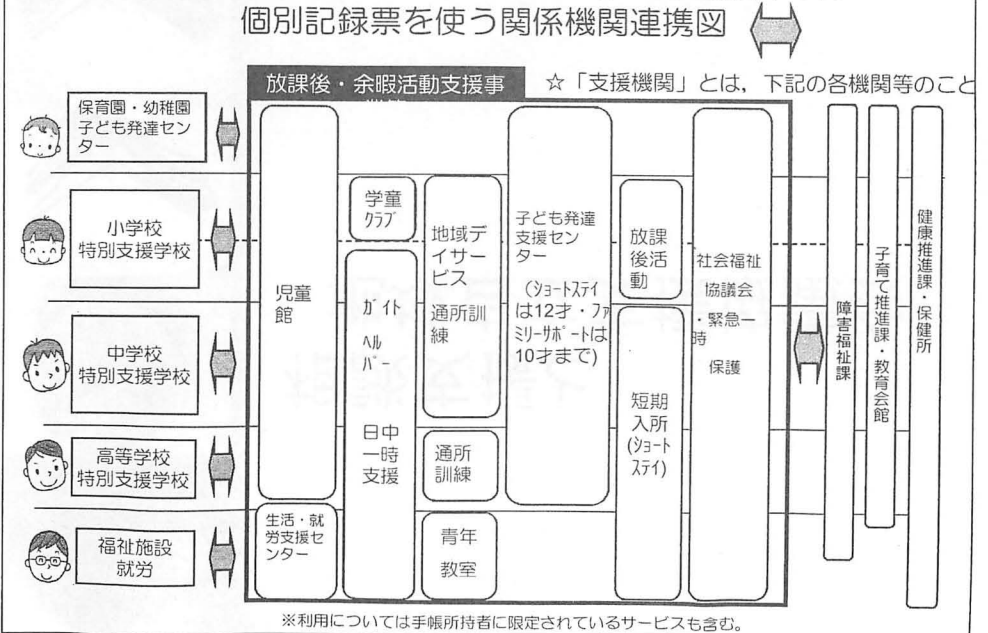 個別記録票を使う関係機関連携図
放課後・余暇活動支援事
☆「支援機関」とは，下記の各機関等のこと
保育園・幼稚園
子ども発達セン
ター
小学校
特別支援学校
中学校
特別支援学校
高等学校
特別支援学校
福祉施設
就労
児童
館
生活・就
労支援セ
ンター
学童
クラブ
ガイト
ヘル
パー
日中
一時
支援
地域デ
イサー
ビス
通所訓
練
通所
訓練
青年
教室
子ども発達
支援セン
ター
（ショートステイ
は12才・ファ
ミリーサポートは
10才まで）
放課
後活
動
短期
入所
（ショート
ステイ）
社会福祉
協議会
・緊急一
時
保護
障害福祉課
子育て推進課・教育会館
健康推進課・保健所
※利用については手帳所持者に限定されているサービスも含む。